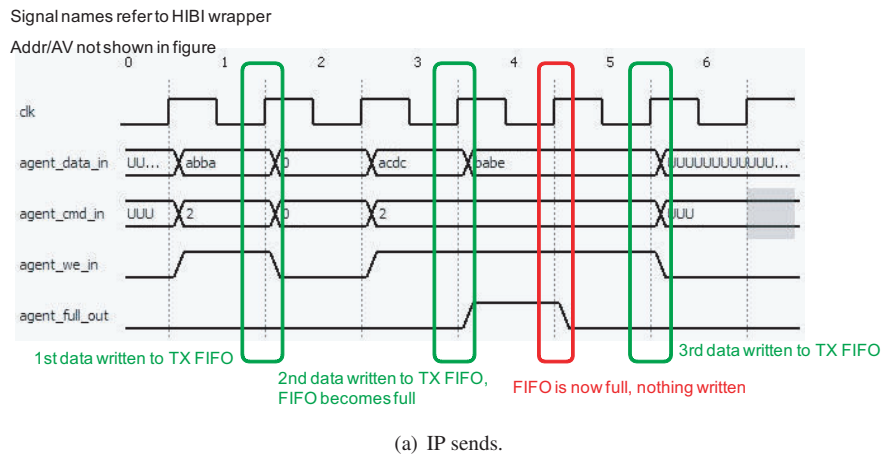 Signal names refer to HIBI wrapper
Addr/AV not shown in figure
0 1 2 3 4 5 6
clk
agent_data_in UU... abba 0 acdc babe UUUUUUUUUUUU...
agent_cmd_in UUU 2 0 2 UUU
agent_we_in
agent_full_out
1st data written to TX FIFO
2nd data written to TX FIFO,
FIFO becomes full
FIFO is now full, nothing written
3rd data written to TX FIFO
(a) IP sends.